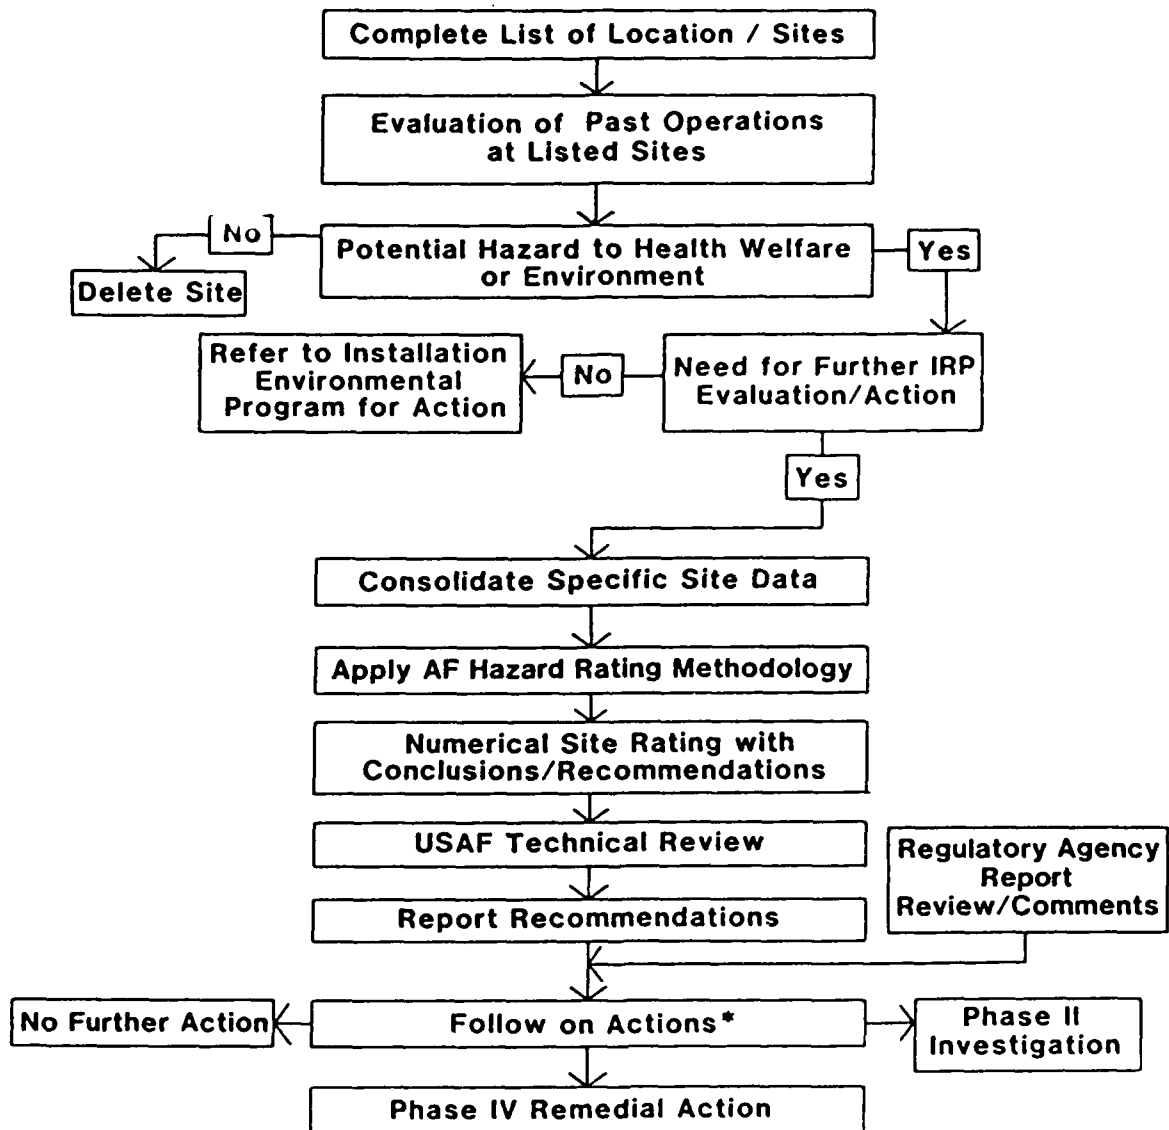 Complete List of Location / Sites
Evaluation of Past Operations
at Listed Sites
No
Potential Hazard to Health Welfare
or Environment
Yes
Delete Site
Refer to Installation
Environmental
Program for Action
No
Need for Further IRP
Evaluation/Action
Yes
Consolidate Specific Site Data
Apply AF Hazard Rating Methodology
Numerical Site Rating with
Conclusions/Recommendations
USAF Technical Review
Regulatory Agency
Report
Review/Comments
Report Recommendations
No Further Action
Follow on Actions*
Phase II
Investigation
Phase IV Remedial Action